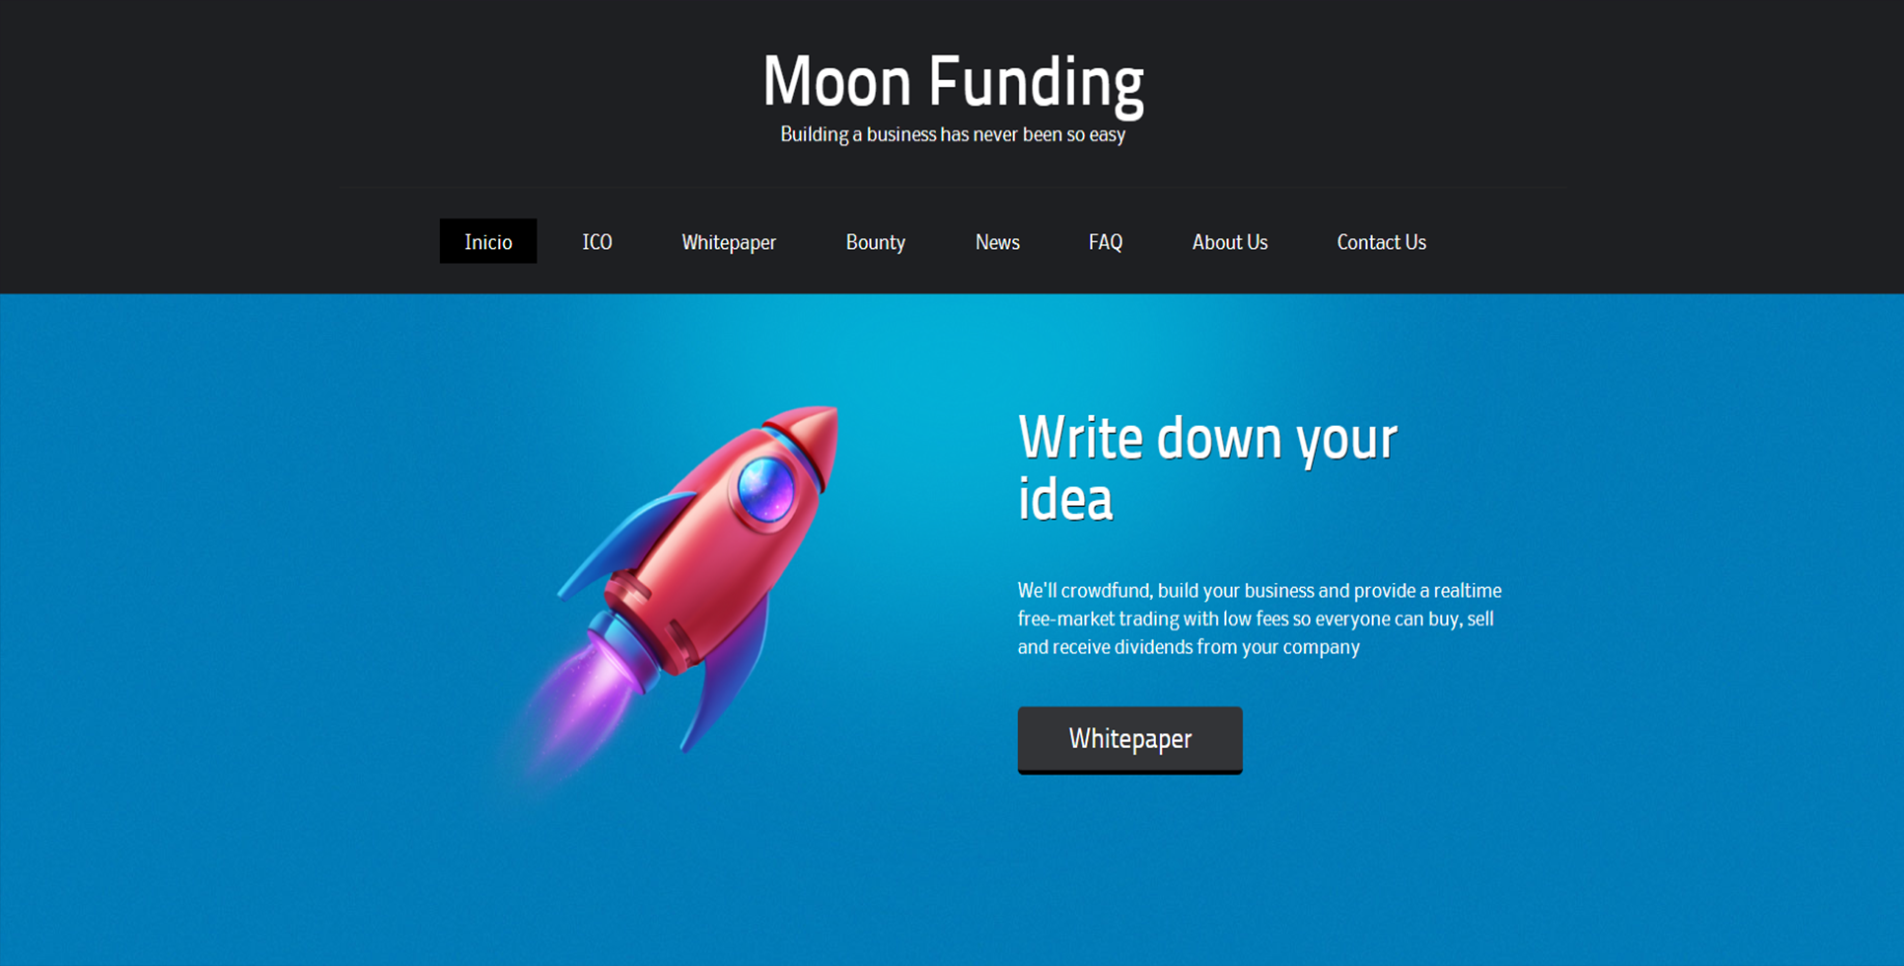 Moon Funding
Building a business has never been so easy
Inicio ICO Whitepaper Bounty News FAQ About Us Contact Us
Write down your
idea
We'll crowdfund, build your business and provide a realtime
free-market trading with low fees so everyone can buy, sell
and receive dividends from your company
Whitepaper